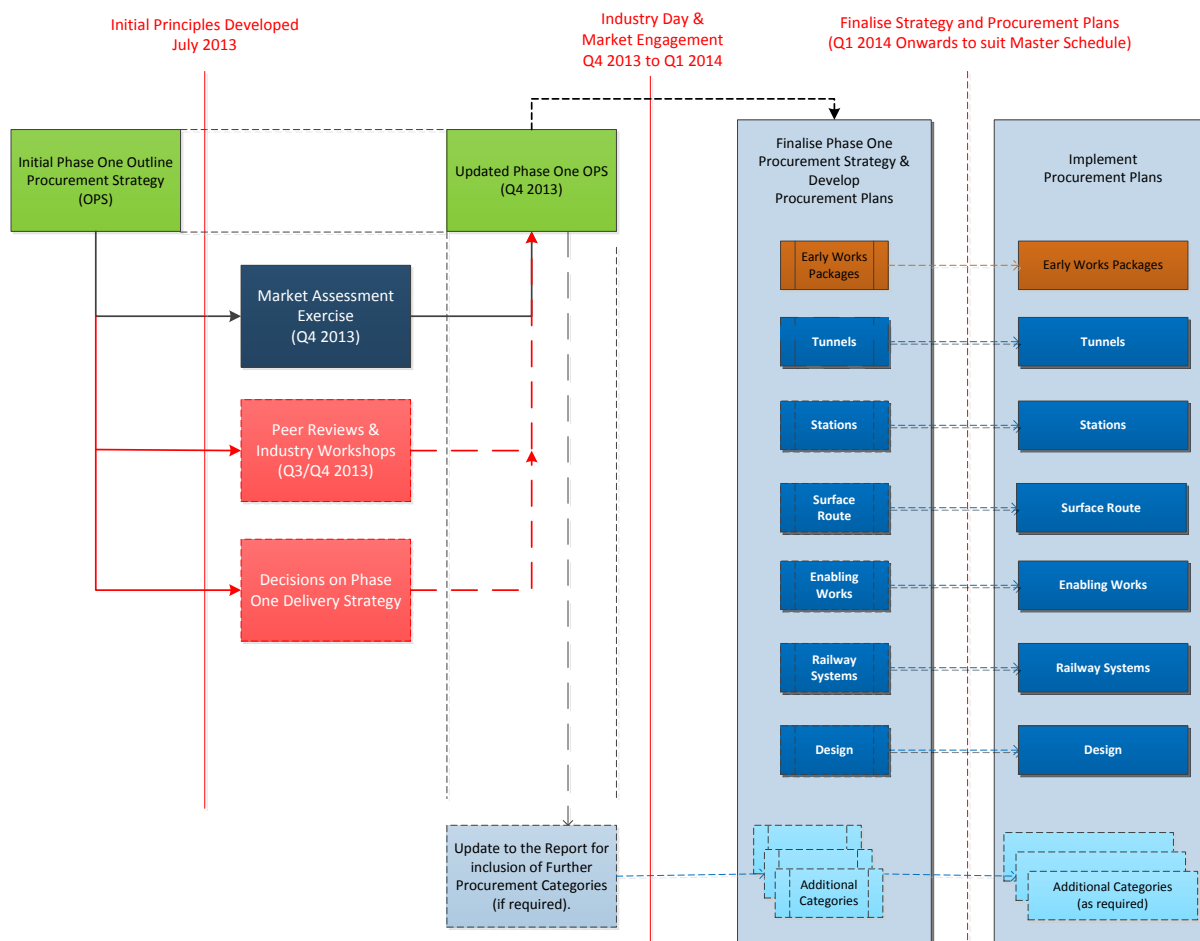 Initial Principles Developed
July 2013
Industry Day &
Market Engagement
Q4 2013 to Q1 2014
Finalise Strategy and Procurement Plans
(Q1 2014 Onwards to suit Master Schedule)
Initial Phase One Outline
Procurement Strategy
(OPS)
Updated Phase One OPS
(Q4 2013)
Market Assessment
Exercise
(Q4 2013)
Peer Reviews &
Industry Workshops
(Q3/Q4 2013)
Decisions on Phase
One Delivery Strategy
Update to the Report for
inclusion of Further
Procurement Categories
(if required).
Finalise Phase One
Procurement Strategy &
Develop
Procurement Plans
Early Works
Packages
Tunnels
Stations
Surface
Route
Enabling
Works
Railway
Systems
Design
Additional
Categories
Implement
Procurement Plans
Early Works Packages
Tunnels
Stations
Surface Route
Enabling Works
Railway Systems
Design
Additional Categories
(as required)